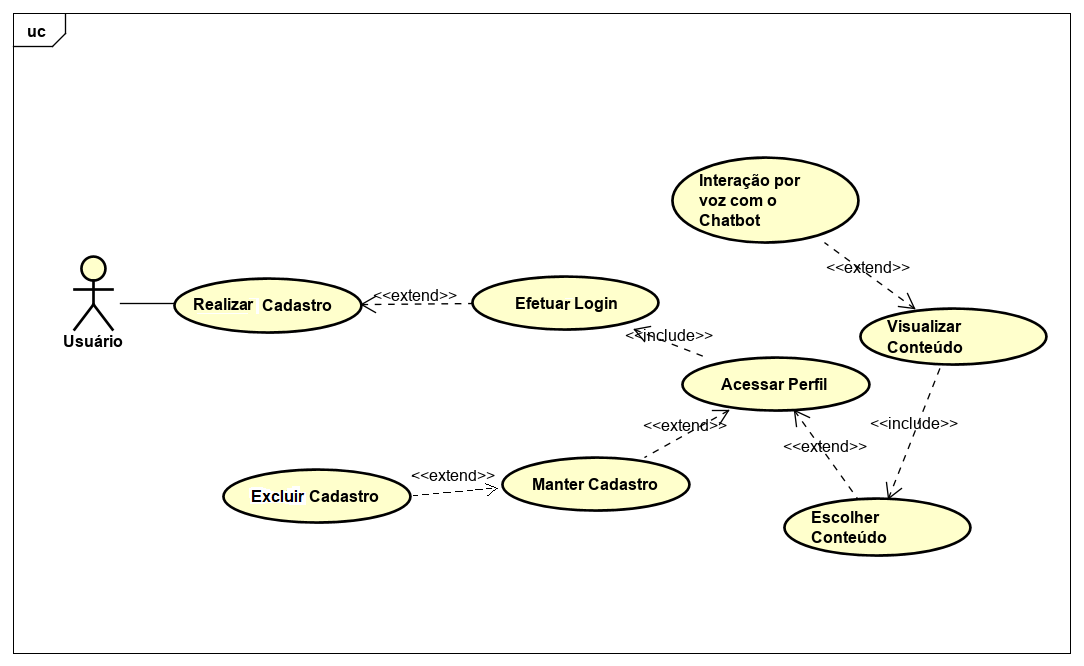 uc
Interação por
voz com o
Chatbot
<<extend>>
Realizar Cadastro
<<extend>>
Efetuar Login
Usuário
<<include>>
Visualizar
Conteúdo
Acessar Perfil
<<extend>>
<<include>>
<<extend>>
Excluir Cadastro
<<extend>>
Manter Cadastro
Escolher
Conteúdo